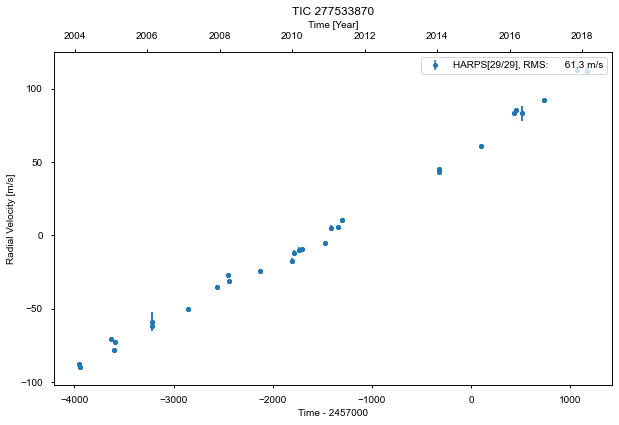 TIC 277533870
Time [Year]
2004 2006 2008 2010 2012 2014 2016 2018
HARPS[29/29], RMS: 61.3 m/s
100
50
0
−50
−100
Radial Velocity [m/s]
−4000 −3000 −2000 −1000 0 1000
Time - 2457000